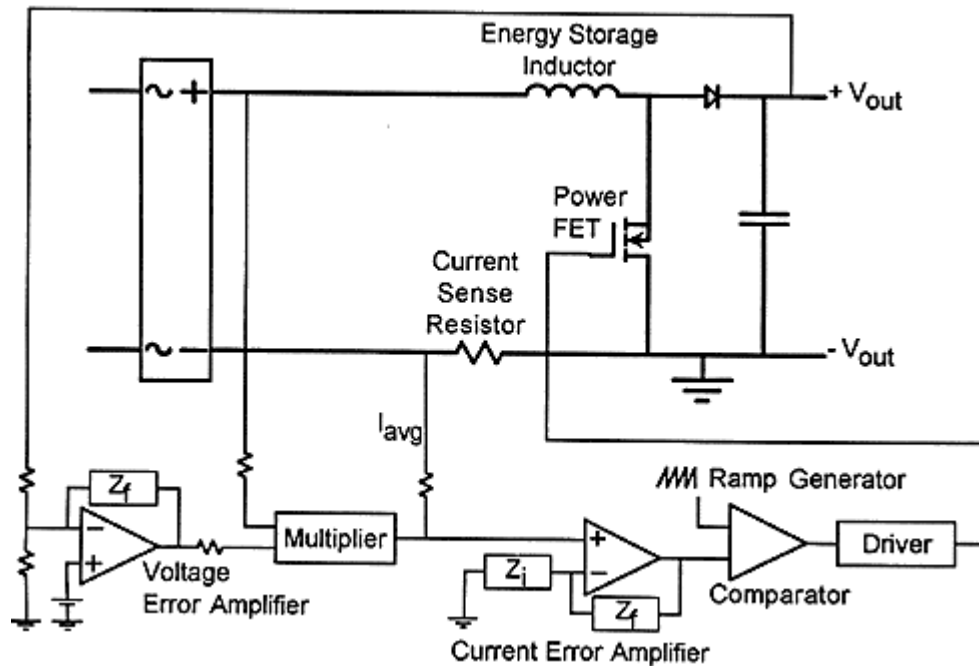 Energy Storage
Inductor
~ +
+ Vout
Power
FET
Current
Sense
Resistor
~
- Vout
Iavg
Ramp Generator
Zf
-
+
Voltage
Error Amplifier
Multiplier
+
-
Zi
Zf
Current Error Amplifier
Comparator
Driver